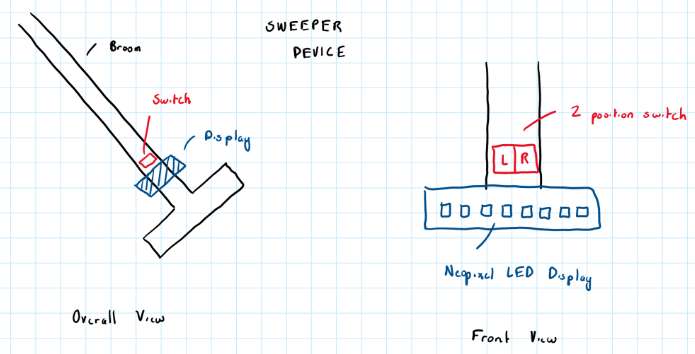 SWEEPER
DEVICE
Broom
Switch
Display
Overall View
2 position switch
L R
Neopixel LED Display
Front View